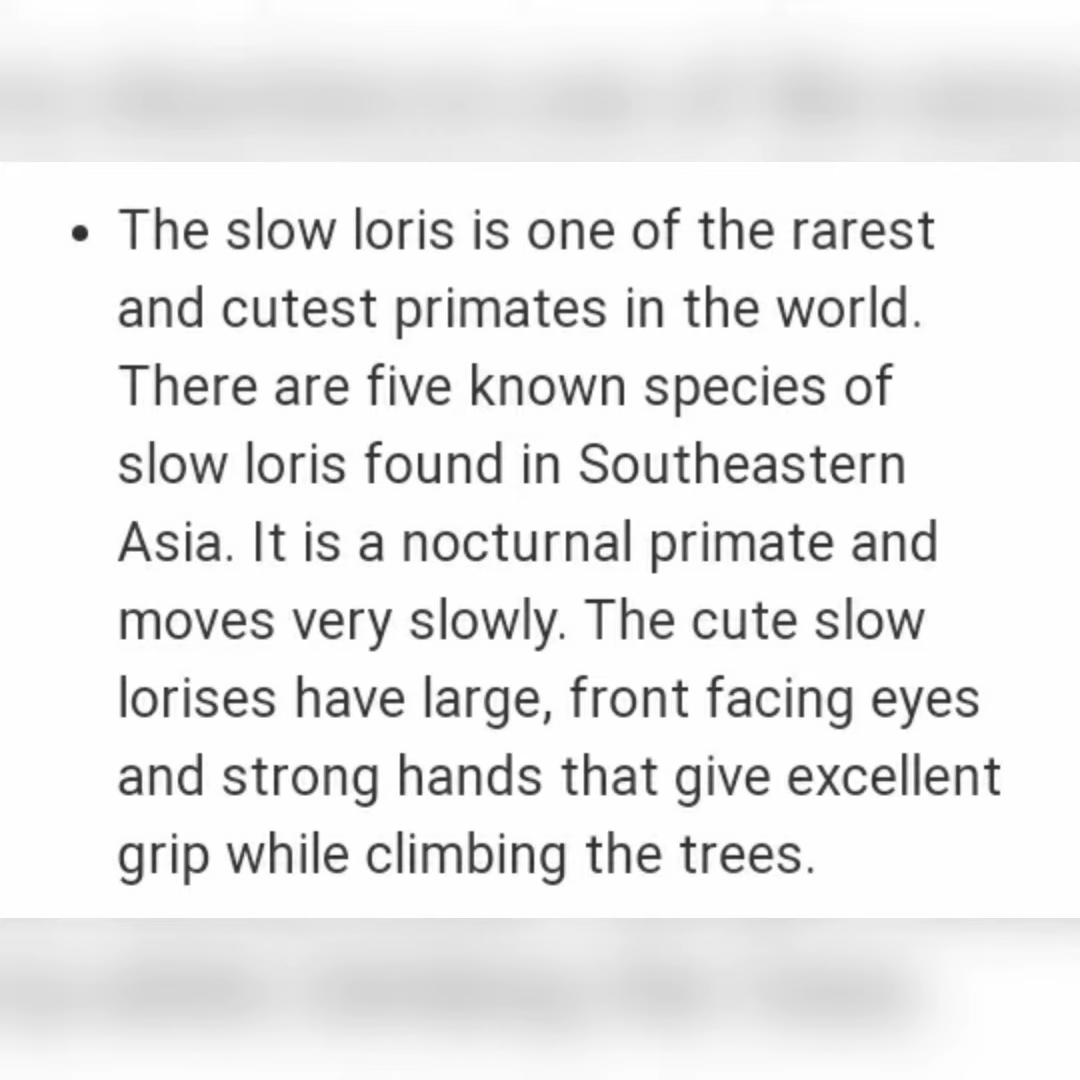 • The slow loris is one of the rarest
and cutest primates in the world.
There are five known species of
slow loris found in Southeastern
Asia. It is a nocturnal primate and
moves very slowly. The cute slow
lorises have large, front facing eyes
and strong hands that give excellent
grip while climbing the trees.